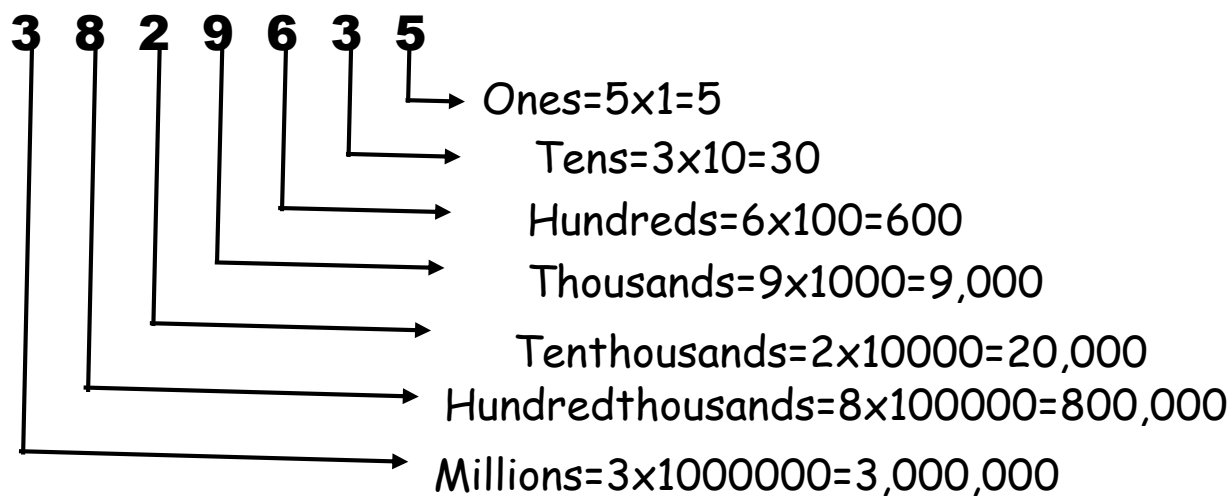 3 8 2 9 6 3 5
Ones=5x1=5
Tens=3x10=30
Hundreds=6x100=600
Thousands=9x1000=9,000
Tenthousands=2x10000=20,000
Hundredthousands=8x100000=800,000
Millions=3x1000000=3,000,000